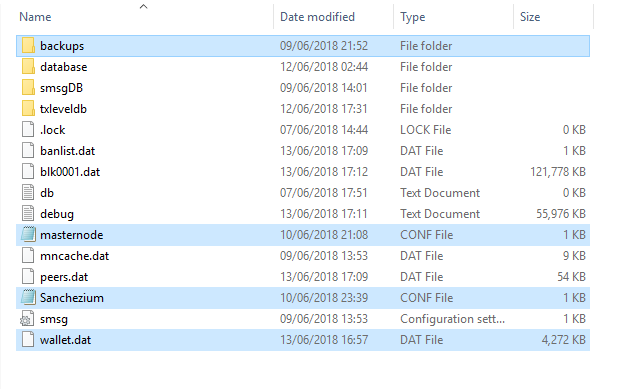 Name Date modified Type Size
backups 09/06/2018 21:52 File folder
database 12/06/2018 02:44 File folder
smsgDB 09/06/2018 14:01 File folder
txleveldb 12/06/2018 17:31 File folder
.lock 07/06/2018 14:44 LOCK File 0 KB
banlist.dat 13/06/2018 17:09 DAT File 1 KB
blk0001.dat 13/06/2018 17:12 DAT File 121,778 KB
db 07/06/2018 17:51 Text Document 0 KB
debug 13/06/2018 17:11 Text Document 55,976 KB
masternode 10/06/2018 21:08 CONF File 1 KB
mncache.dat 09/06/2018 13:53 DAT File 9 KB
peers.dat 13/06/2018 17:09 DAT File 54 KB
Sanchezium 10/06/2018 23:39 CONF File 1 KB
smsg 09/06/2018 13:53 Configuration sett... 1 KB
wallet.dat 13/06/2018 16:57 DAT File 4,272 KB